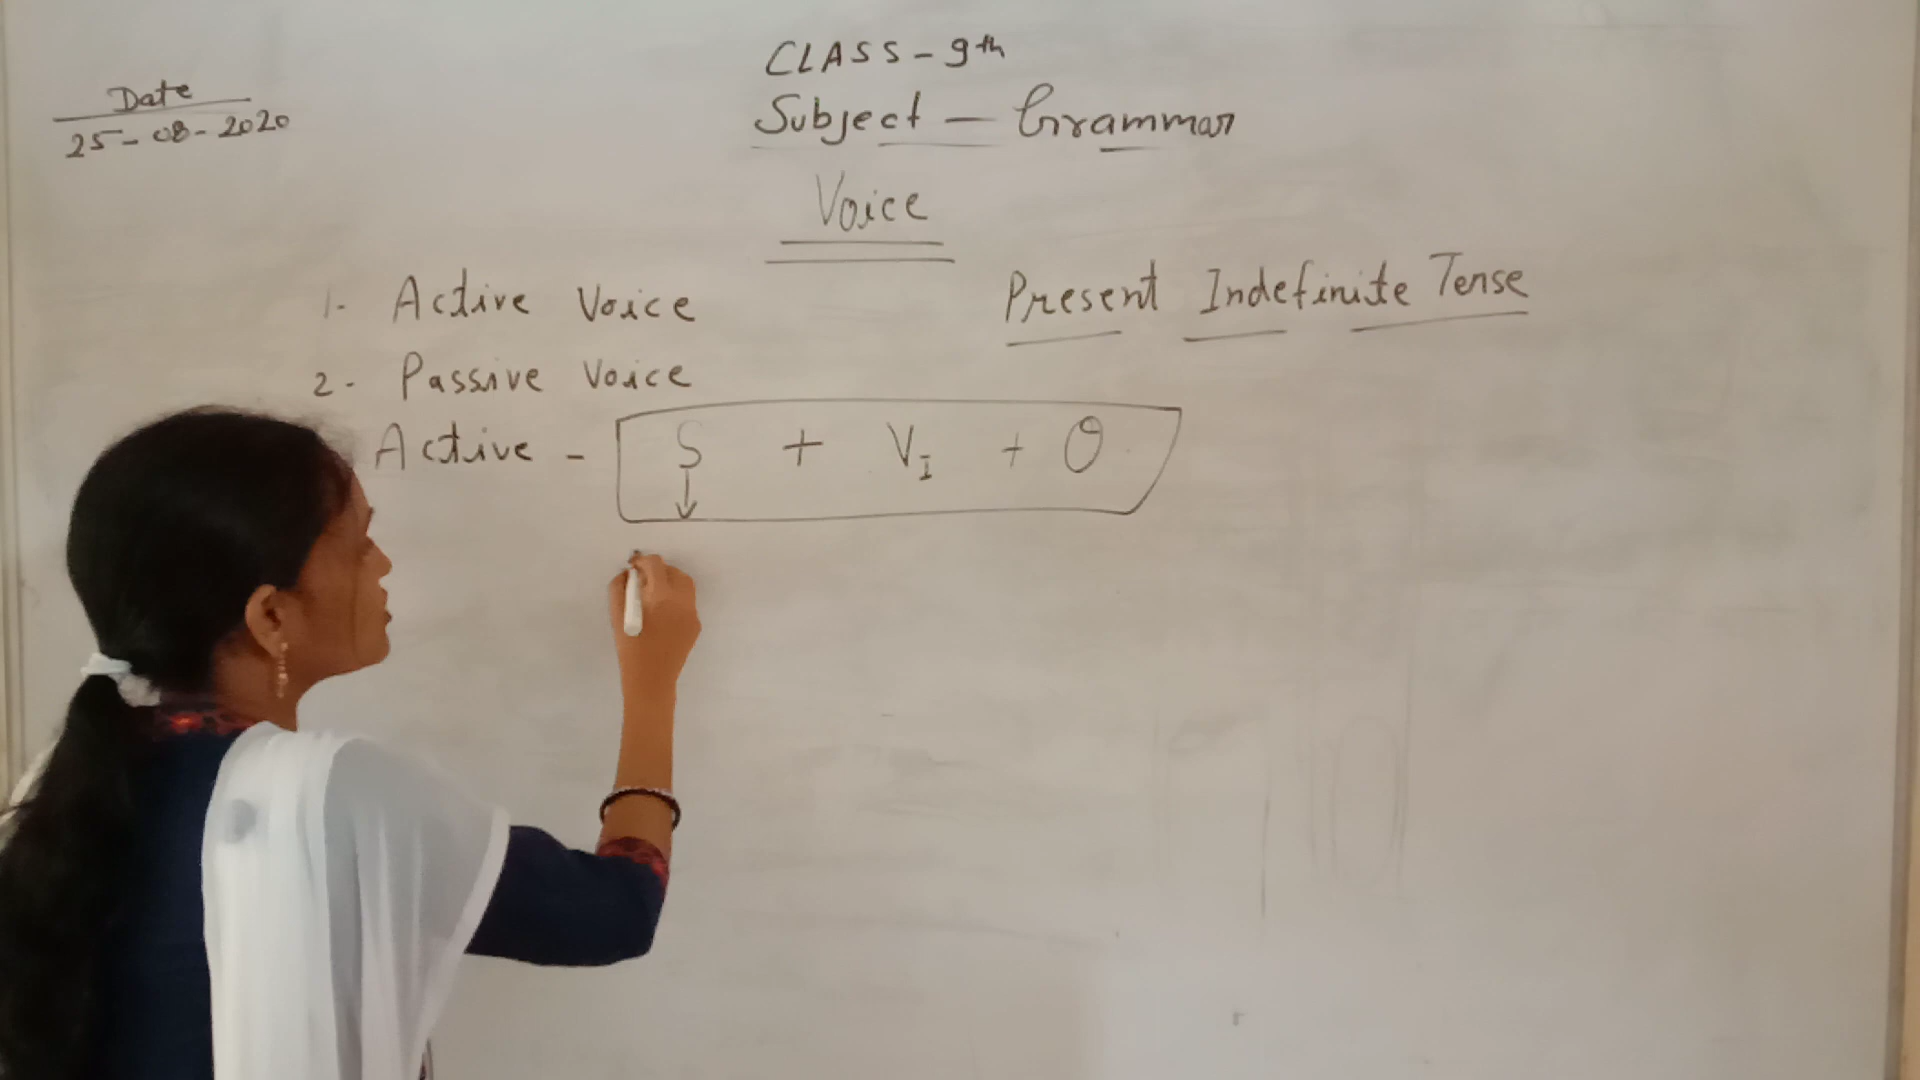 CLASS - 9th
Date
25-08-2020
Subject - Grammar
Voice
1. Active Voice
Present Indefinite Tense
2. Passive Voice
Active - S + VI + O